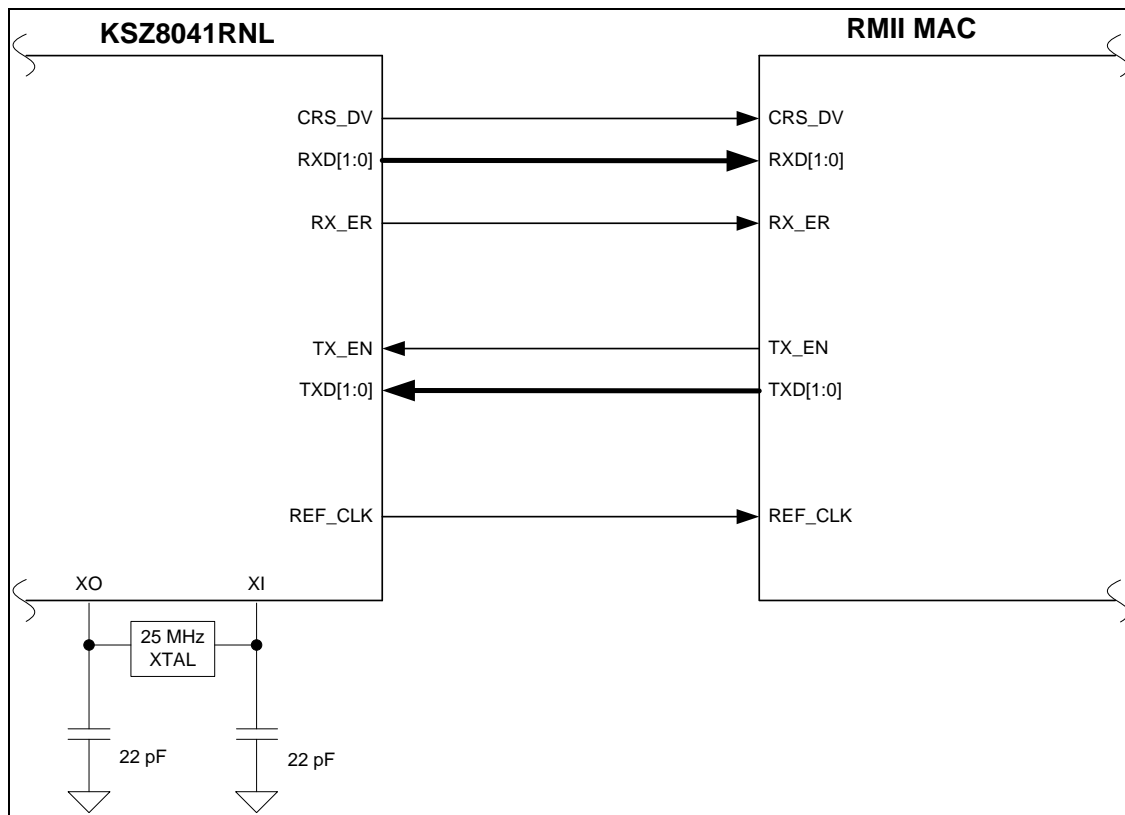 KSZ8041RNL
RMII MAC
CRS_DV
CRS_DV
RXD[1:0]
RXD[1:0]
RX_ER
RX_ER
TX_EN
TX_EN
TXD[1:0]
TXD[1:0]
REF_CLK
REF_CLK
XO
XI
25 MHz
XTAL
22 pF
22 pF